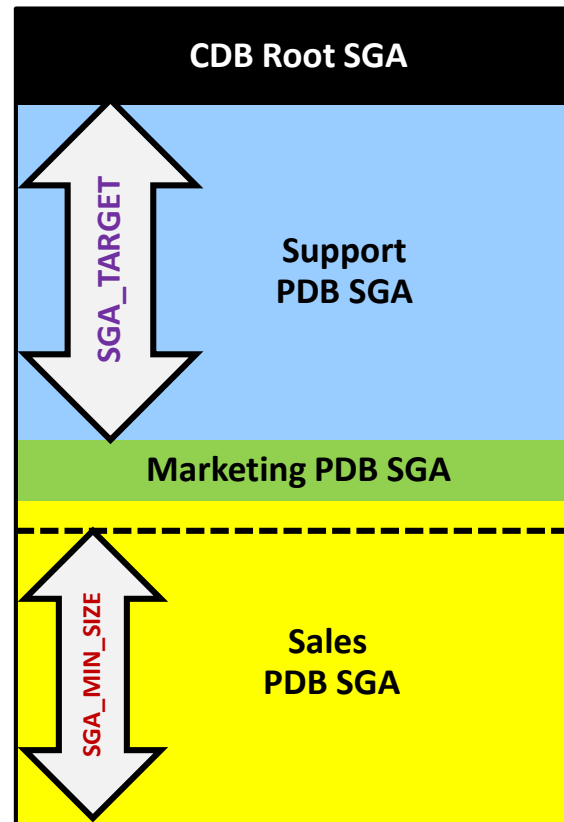 CDB Root SGA
SGA_TARGET
Support
PDB SGA
Marketing PDB SGA
SGA_MIN_SIZE
Sales
PDB SGA